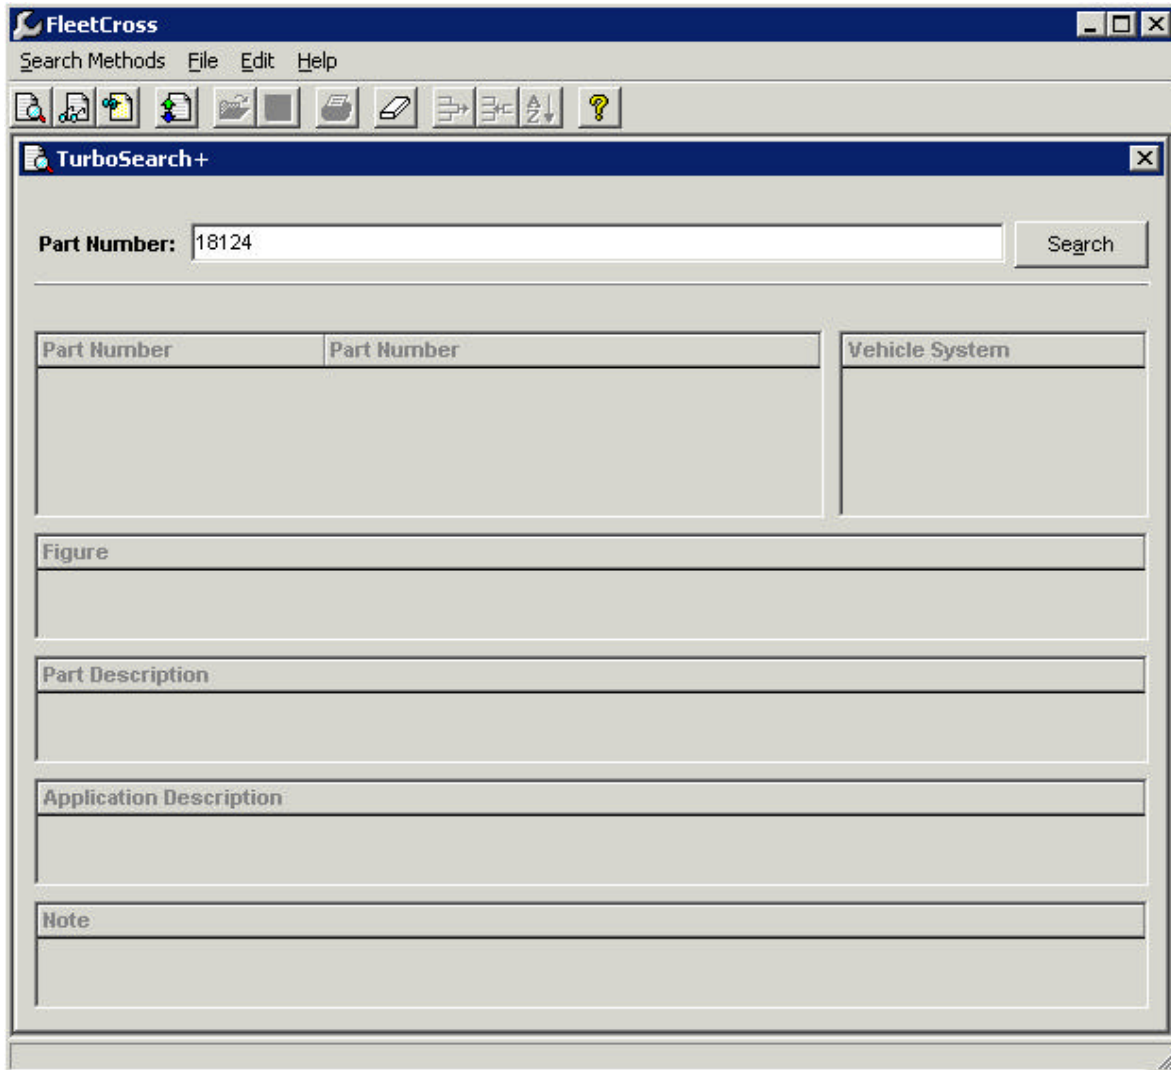 FleetCross
Search Methods File Edit Help
TurboSearch+
Part Number: 18124 Search
Part Number Part Number Vehicle System
Figure
Part Description
Application Description
Note